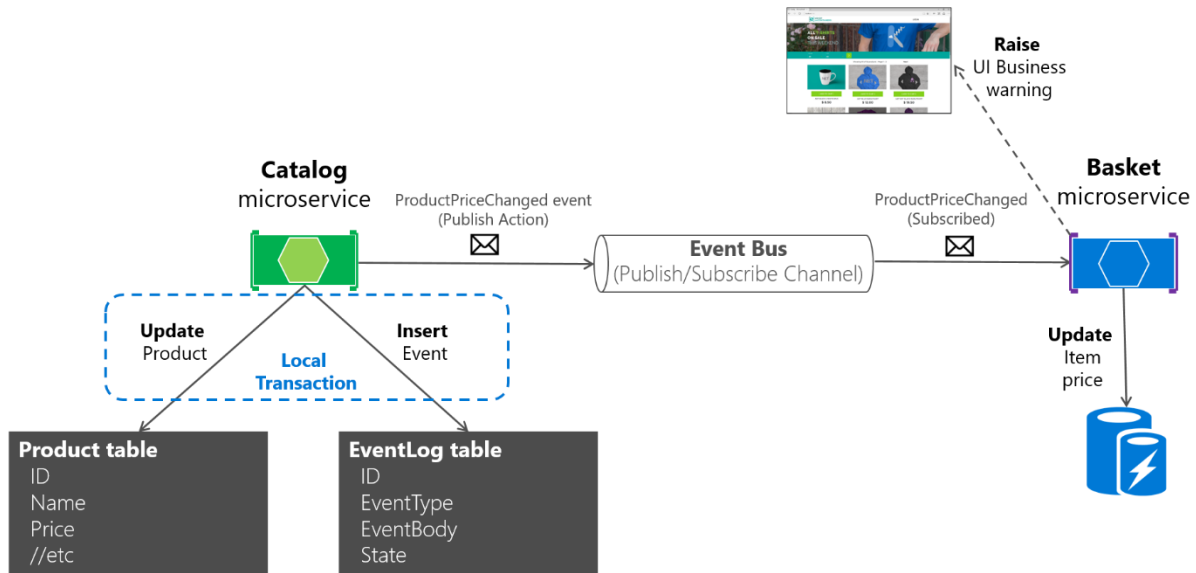 Raise
UI Business
warning
Catalog
microservice
Basket
microservice
ProductPriceChanged event
(Publish Action)
ProductPriceChanged
(Subscribed)
Event Bus
(Publish/Subscribe Channel)
Update
Product
Insert
Event
Local
Transaction
Update
Item
price
Product table
ID
Name
Price
//etc
EventLog table
ID
EventType
EventBody
State